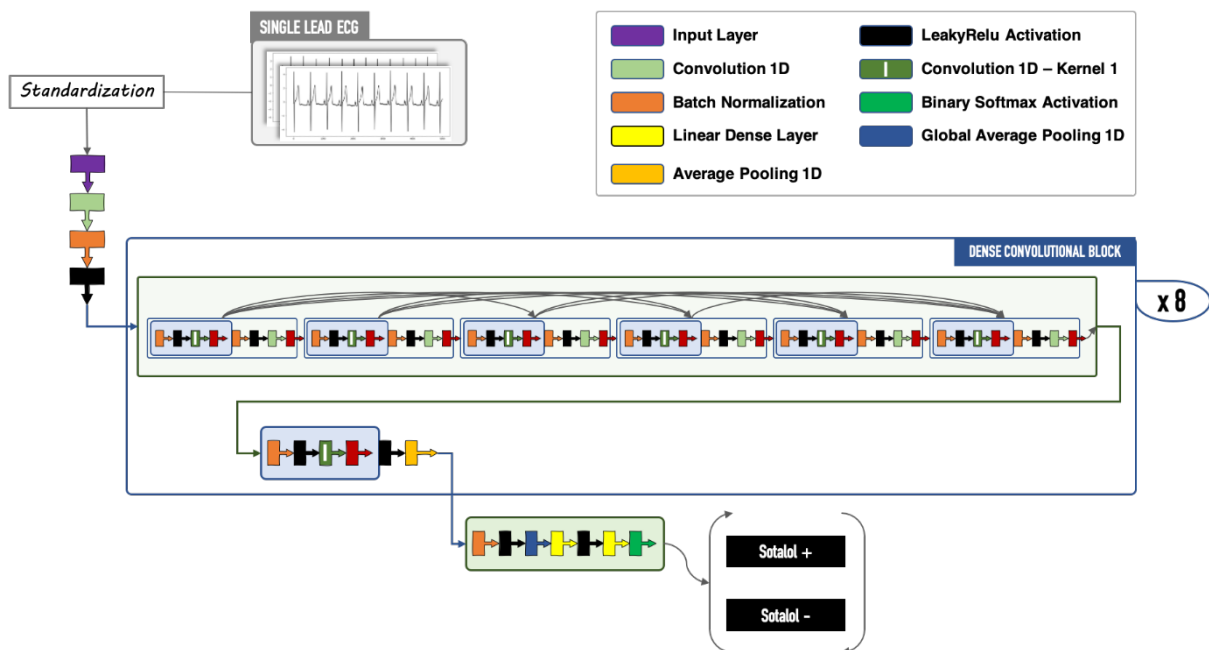 SINGLE LEAD ECG
Standardization
Input Layer
Convolution 1D
Batch Normalization
Linear Dense Layer
Average Pooling 1D
LeakyRelu Activation
Convolution 1D – Kernel 1
Binary Softmax Activation
Global Average Pooling 1D
DENSE CONVOLUTIONAL BLOCK
x 8
Sotalol +
Sotalol -